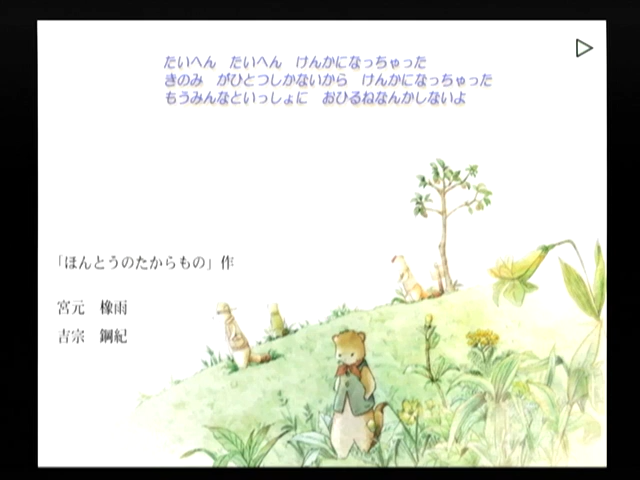 たいへん　たいへん　けんかになっちゃった
きのみ　がひとつしかないから　けんかになっちゃった
もうみんなといっしょに　おひるねなんかしないよ
「ほんとうのたからもの」作
宮元　橡雨
吉宗　鋼紀